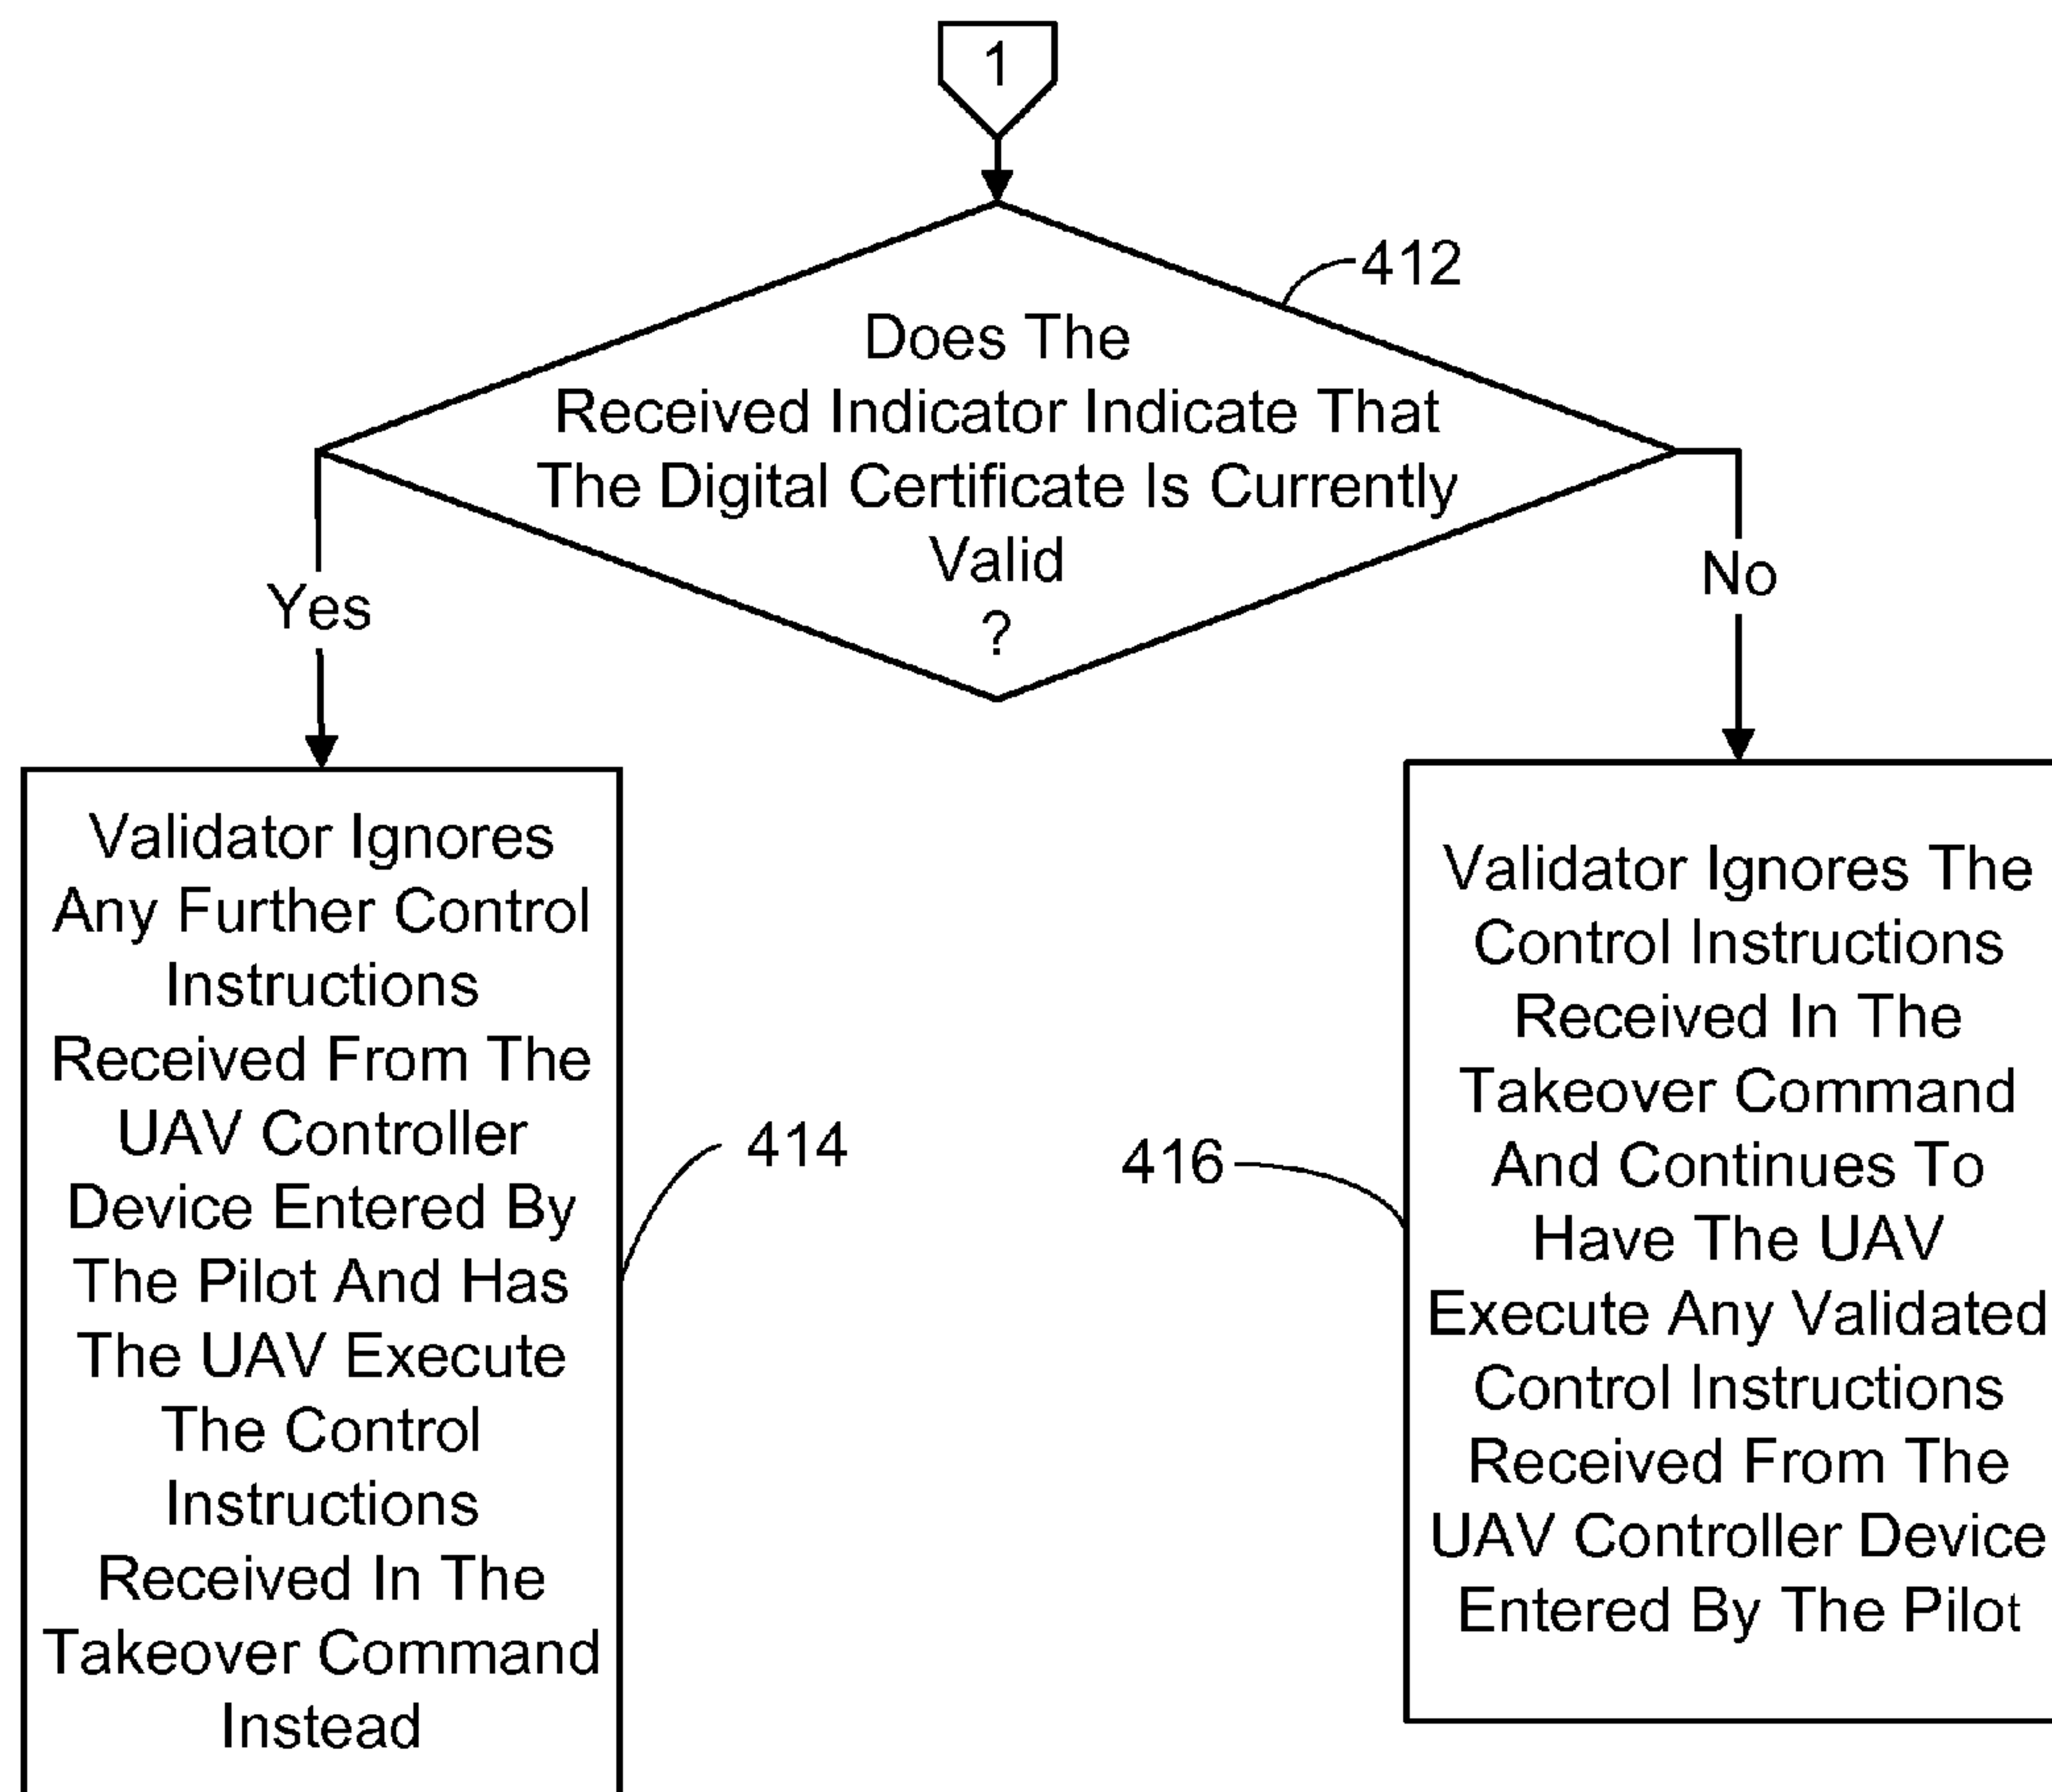 1
412
Does The
Received Indicator Indicate That
The Digital Certificate Is Currently
Valid
?
Yes
No
Validator Ignores
Any Further Control
Instructions
Received From The
UAV Controller
Device Entered By
The Pilot And Has
The UAV Execute
The Control
Instructions
Received In The
Takeover Command
Instead
414
416
Validator Ignores The
Control Instructions
Received In The
Takeover Command
And Continues To
Have The UAV
Execute Any Validated
Control Instructions
Received From The
UAV Controller Device
Entered By The Pilot